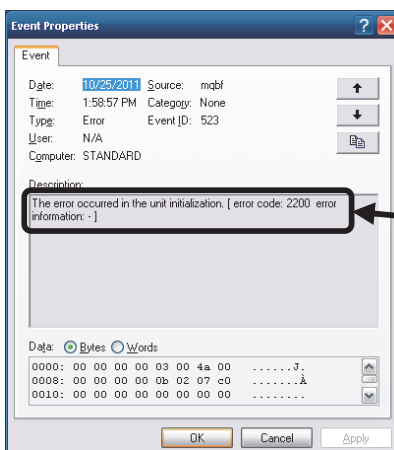 Event Properties
Event
Date: 10/25/2011 Source: mqbf
Time: 1:58:57 PM Category: None
Type: Error Event ID: 523
User: N/A
Computer: STANDARD
Description:
The error occurred in the unit initialization. [ error code: 2200 error
information: - ]
Data: Bytes Words
0000: 00 00 00 00 03 00 4a 00 ......J.
0008: 00 00 00 00 0b 02 07 c0 .......À
0010: 00 00 00 00 00 00 00 00 ........
OK Cancel Apply